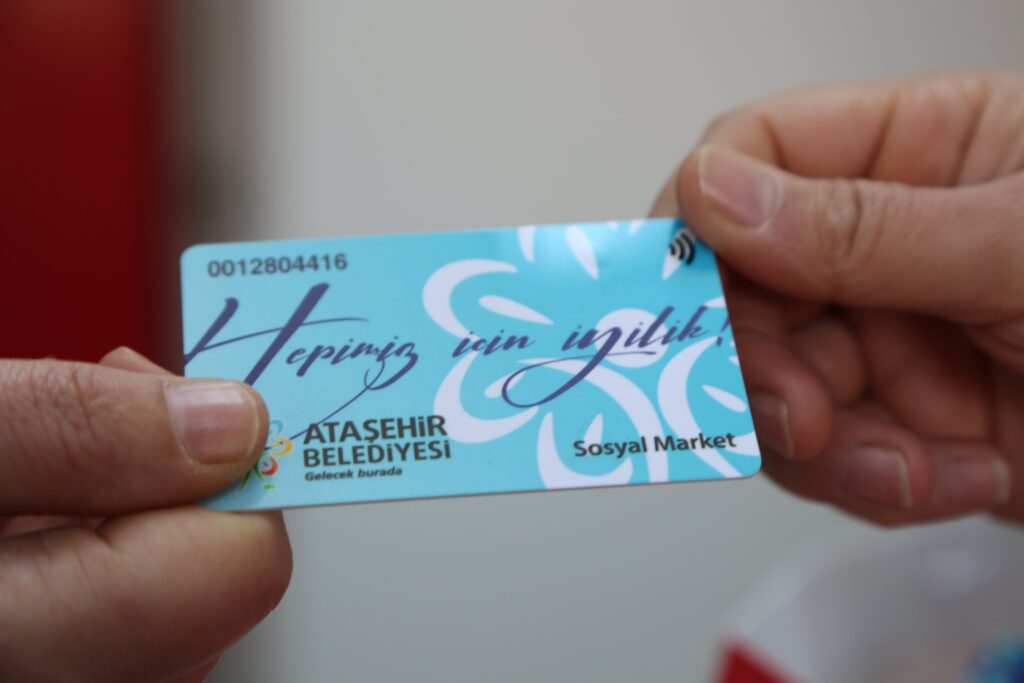 0012804416
Hepimiz için iyilik!
ATAŞEHİR
BELEDİYESİ
Gelecek burada
Sosyal Market